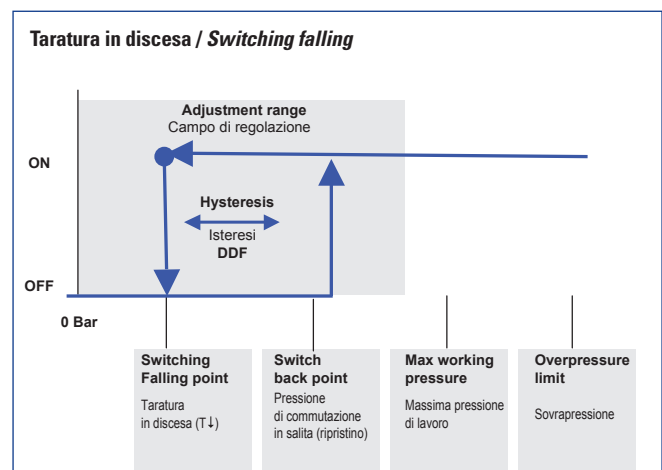 Taratura in discesa / Switching falling
Adjustment range
Campo di regolazione
ON
Hysteresis
Isteresi
DDF
OFF
0 Bar
Switching
Falling point
Taratura
in discesa (T↓)
Switch
back point
Pressione
di commutazione
in salita (ripristino)
Max working
pressure
Massima pressione
di lavoro
Overpressure
limit
Sovrapressione